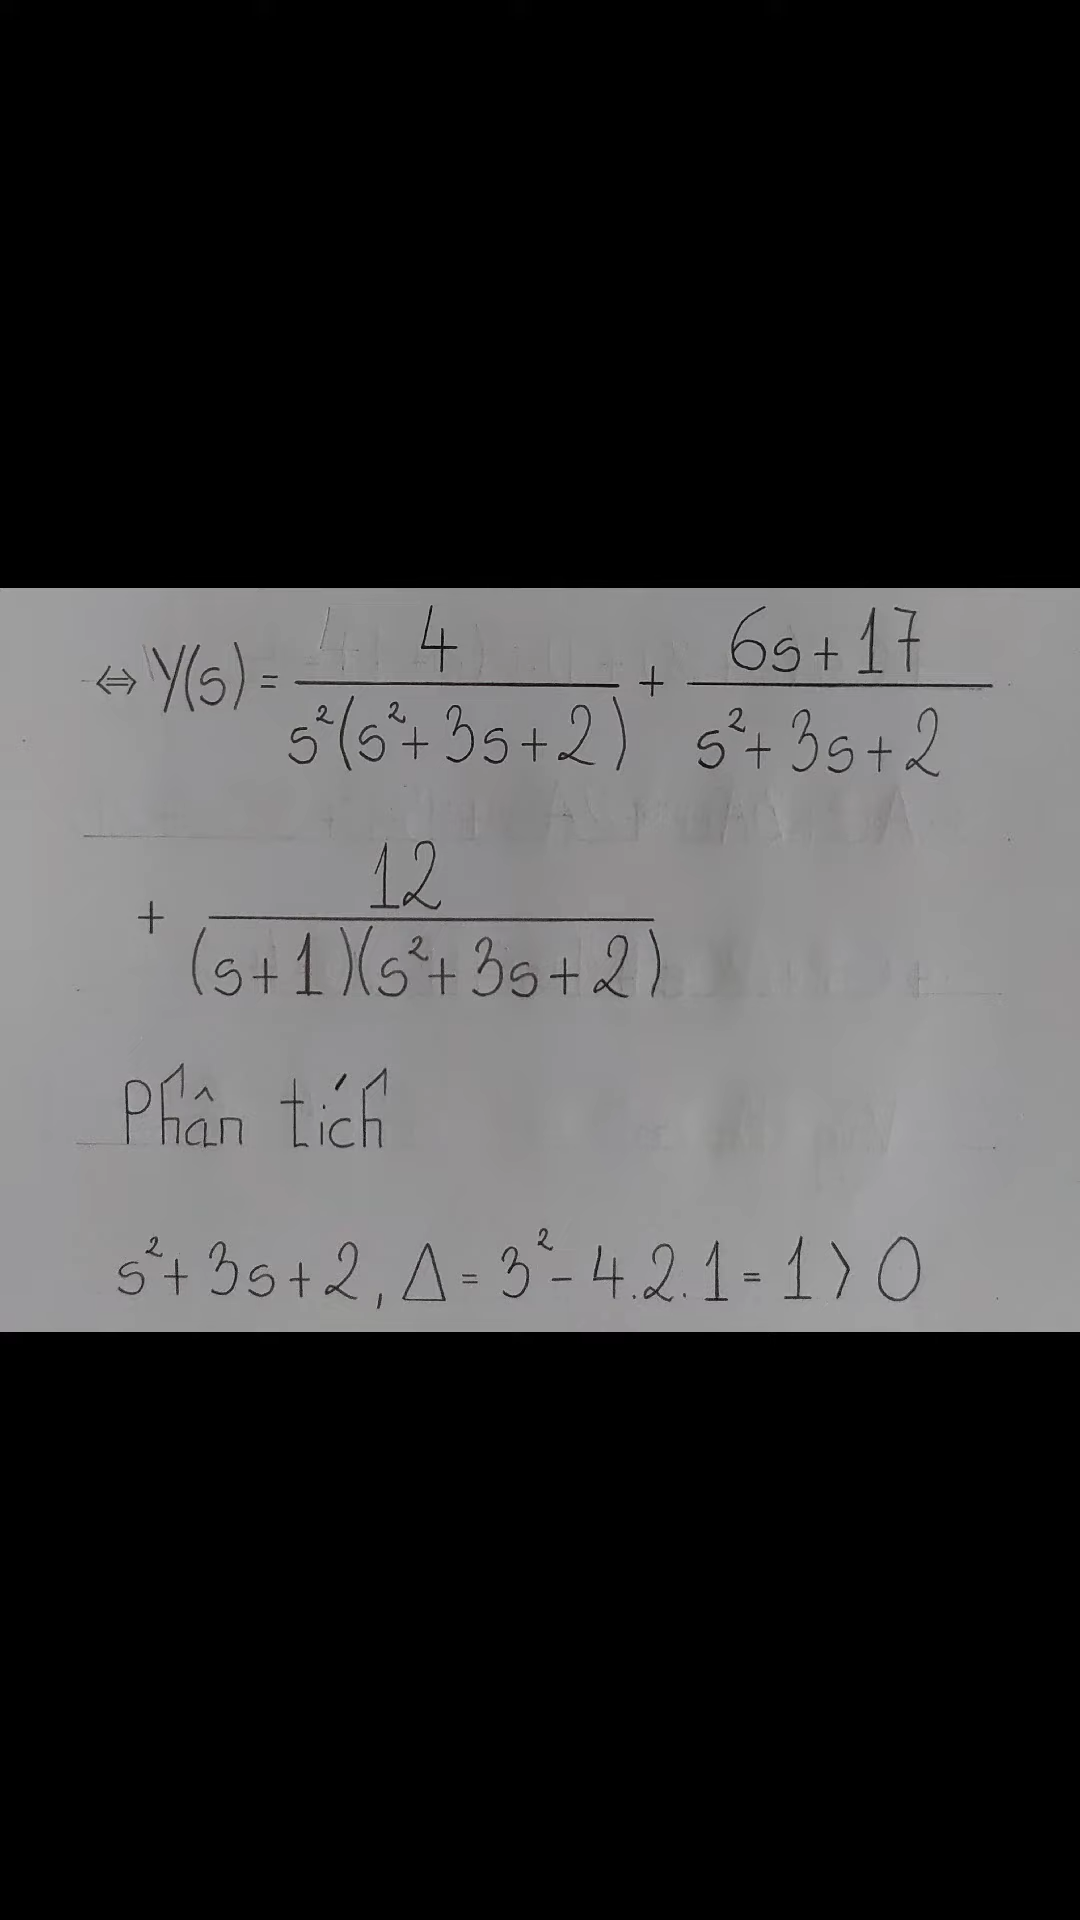 ⇔ Y(s) = 4/(s²(s²+3s+2)) + (6s+17)/(s²+3s+2)
+ 12/((s+1)(s²+3s+2))
Phân tích
s²+3s+2, Δ = 3²-4.2.1 = 1 > 0